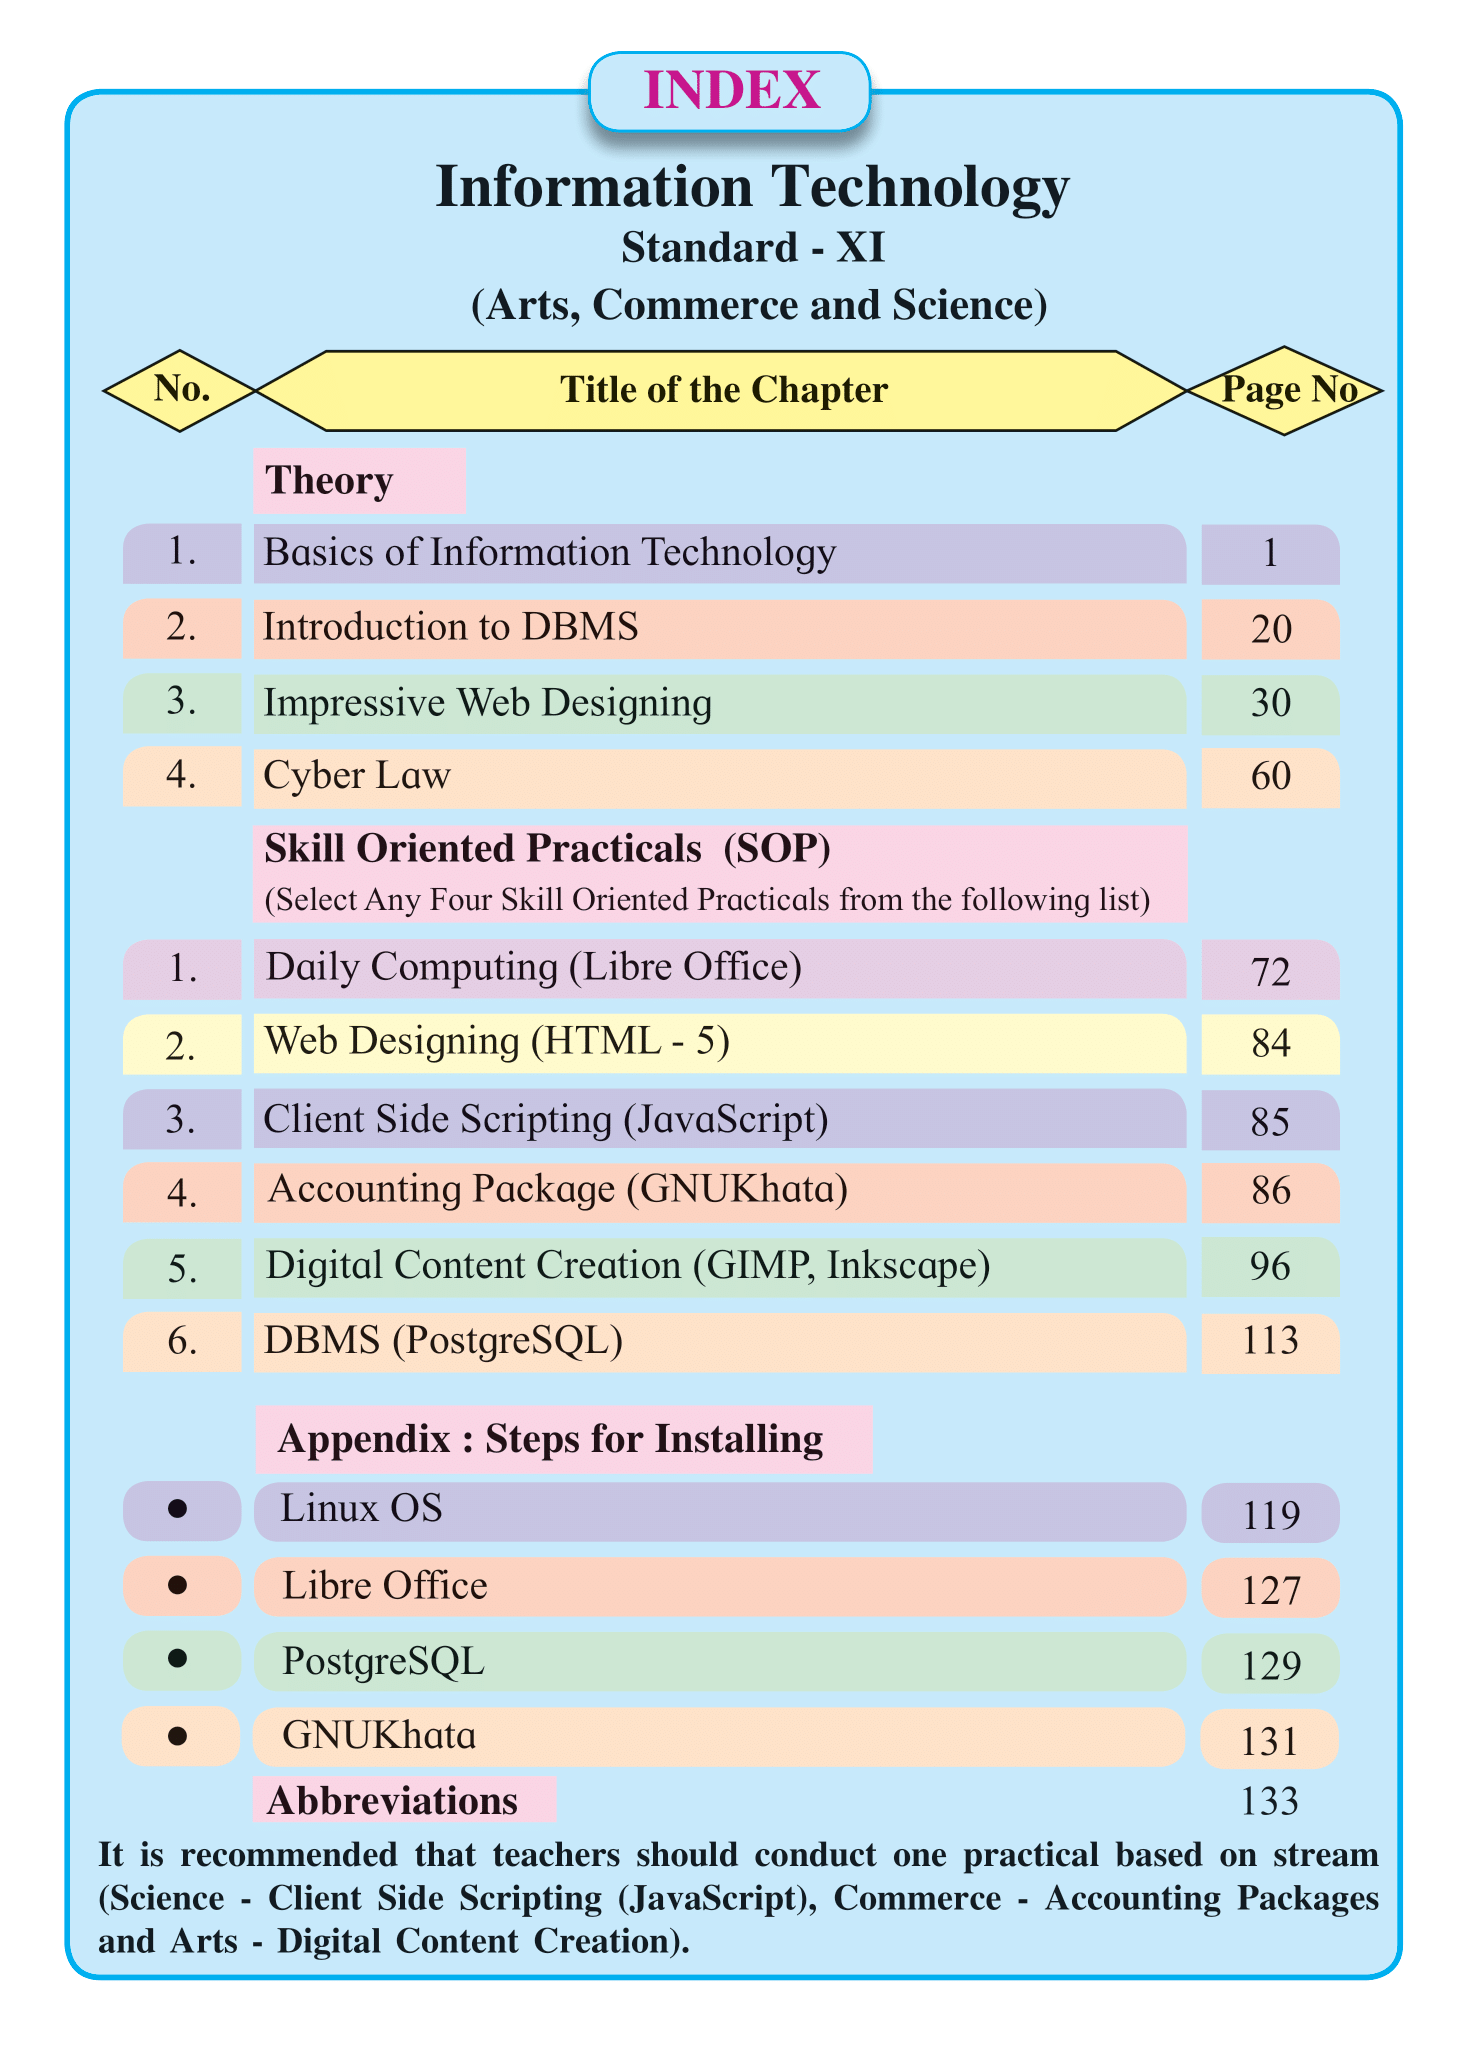 INDEX
Information Technology
Standard - XI
(Arts, Commerce and Science)
No. Title of the Chapter Page No
Theory
1. Basics of Information Technology 1
2. Introduction to DBMS 20
3. Impressive Web Designing 30
4. Cyber Law 60
Skill Oriented Practicals (SOP)
(Select Any Four Skill Oriented Practicals from the following list)
1. Daily Computing (Libre Office) 72
2. Web Designing (HTML - 5) 84
3. Client Side Scripting (JavaScript) 85
4. Accounting Package (GNUKhata) 86
5. Digital Content Creation (GIMP, Inkscape) 96
6. DBMS (PostgreSQL) 113
Appendix : Steps for Installing
• Linux OS 119
• Libre Office 127
• PostgreSQL 129
• GNUKhata 131
Abbreviations 133
It is recommended that teachers should conduct one practical based on stream
(Science - Client Side Scripting (JavaScript), Commerce - Accounting Packages
and Arts - Digital Content Creation).